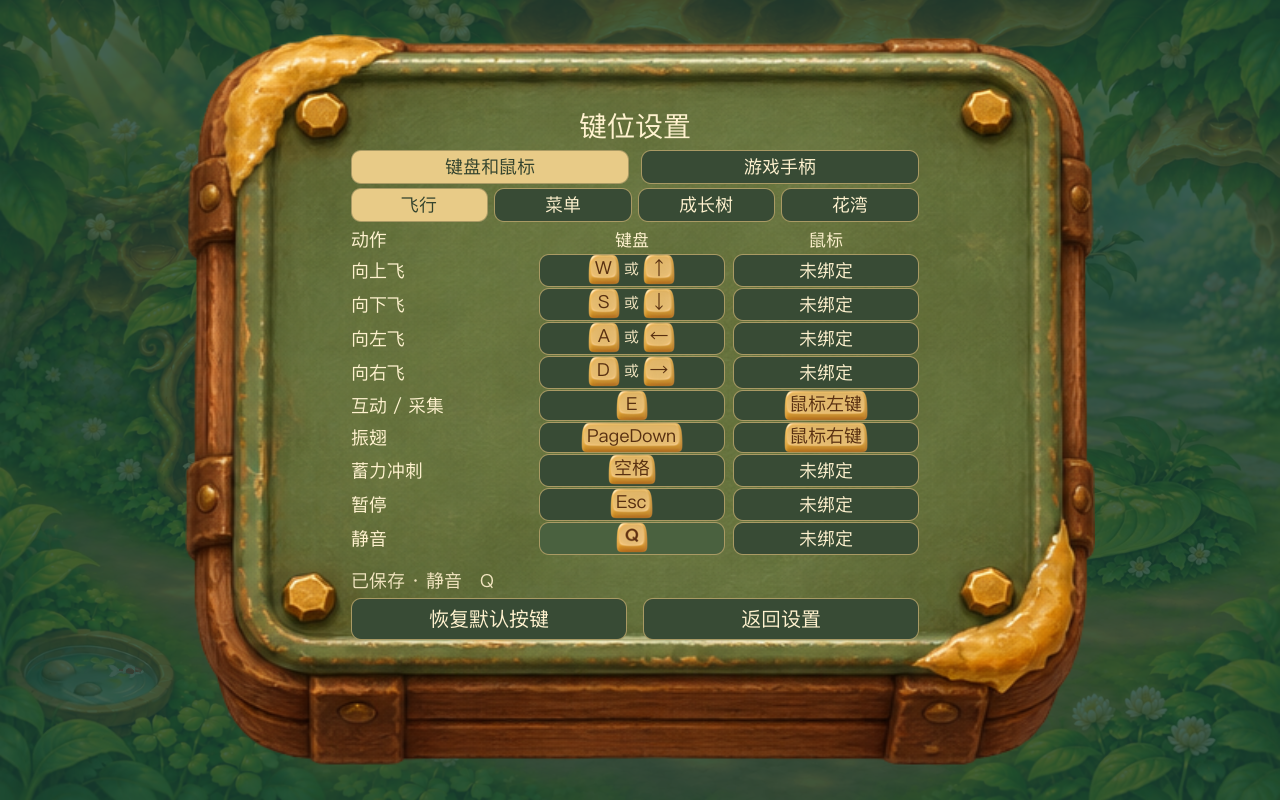 键位设置
键盘和鼠标 游戏手柄
飞行 菜单 成长树 花湾
动作 键盘 鼠标
向上飞 W 或 ↑ 未绑定
向下飞 S 或 ↓ 未绑定
向左飞 A 或 ← 未绑定
向右飞 D 或 → 未绑定
互动 / 采集 E 鼠标左键
振翅 PageDown 鼠标右键
蓄力冲刺 空格 未绑定
暂停 Esc 未绑定
静音 Q 未绑定
已保存 · 静音 Q
恢复默认按键 返回设置